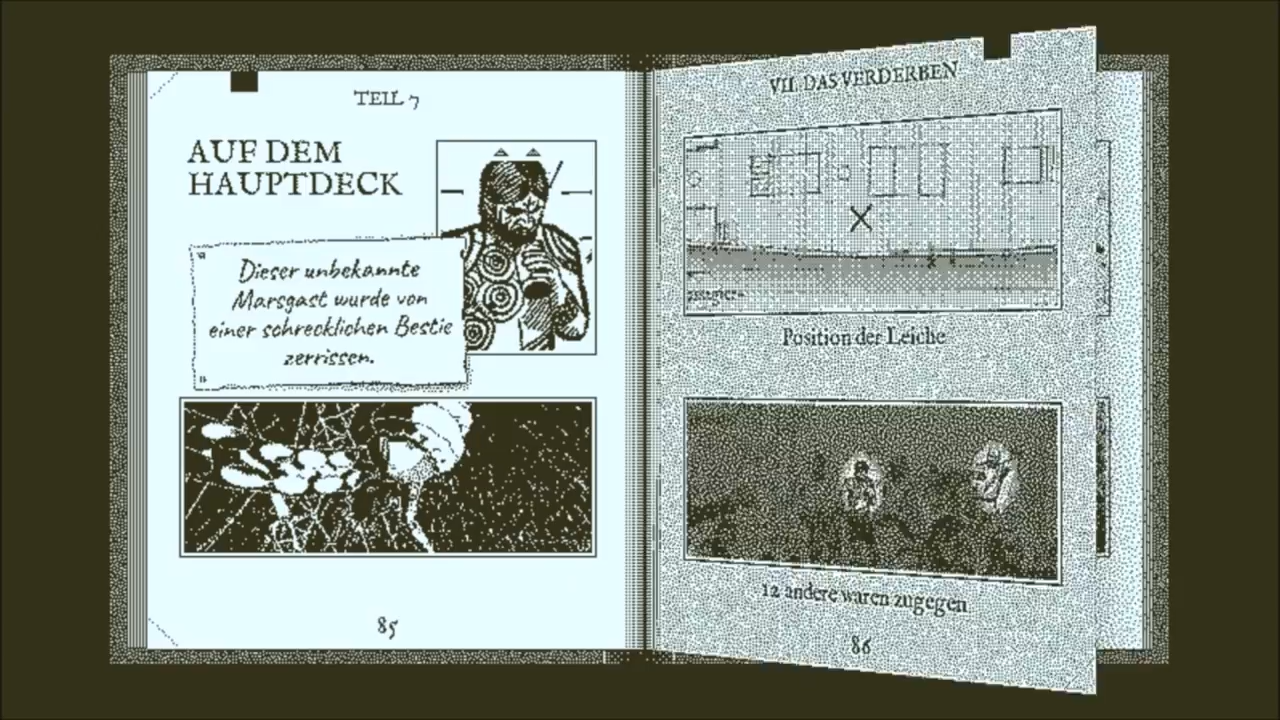 TEIL 7
AUF DEM
HAUPTDECK
Dieser unbekannte
Marsgast wurde von
einer schrecklichen Bestie
zerrissen.
85
VII. DAS VERDERBEN
Position der Leiche
12 andere waren zugegen
86